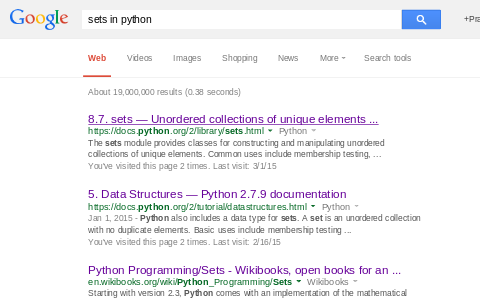 Google sets in python +Pra
Web Videos Images Shopping News More Search tools
About 19,000,000 results (0.38 seconds)
8.7. sets — Unordered collections of unique elements ...
https://docs.python.org/2/library/sets.html Python
The sets module provides classes for constructing and manipulating unordered
collections of unique elements. Common uses include membership testing, ...
You've visited this page 2 times. Last visit: 3/1/15
5. Data Structures — Python 2.7.9 documentation
https://docs.python.org/2/tutorial/datastructures.html Python
Jan 1, 2015 - Python also includes a data type for sets. A set is an unordered collection
with no duplicate elements. Basic uses include membership testing ...
You've visited this page 2 times. Last visit: 2/16/15
Python Programming/Sets - Wikibooks, open books for an ...
en.wikibooks.org/wiki/Python_Programming/Sets Wikibooks
Starting with version 2.3, Python comes with an implementation of the mathematical